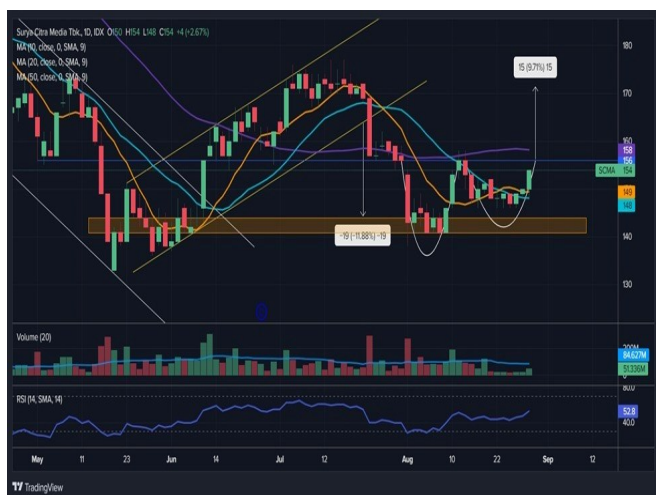 Surya Citra Media Tbk., 1D, IDX O150 H154 L148 C154 +4 (+2.67%)
MA (10, close, 0, SMA, 9)
MA (20, close, 0, SMA, 9)
MA (50, close, 0, SMA, 9)
180
15 (9.71%) 15
170
150
158
156
SCMA 154
149
148
140
-19 (-11.88%) -19
130
Volume (20)
200M
84.627M
51.336M
0
RSI (14, SMA, 14)
80.0
52.8
40.0
May 11 23 Jun 14 Jul 12 Aug 10 22 Sep 12
TradingView